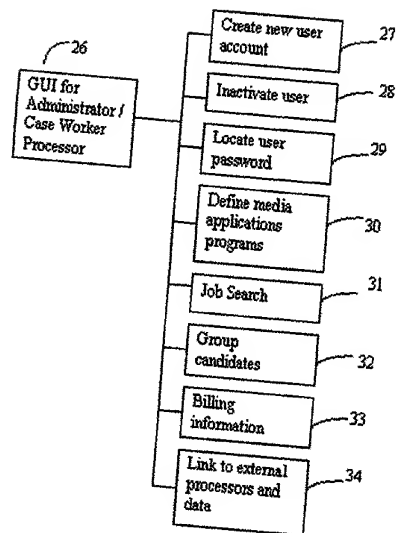 26
GUI for
Administrator /
Case Worker
Processor
Create new user
account
27
Inactivate user
28
Locate user
password
29
Define media
applications
programs
30
Job Search
31
Group
candidates
32
Billing
information
33
Link to external
processors and
data
34